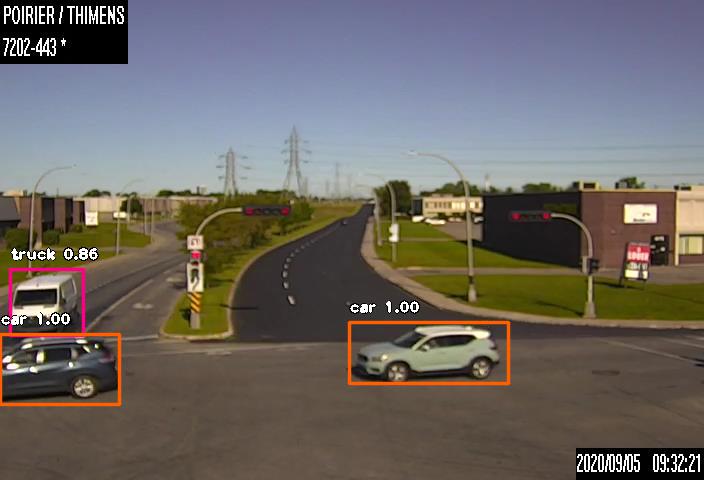 POIRIER / THIMENS
7202-443 *
truck 0.86
car 1.00
car 1.00
À LOUER
2020/09/05 09:32:21